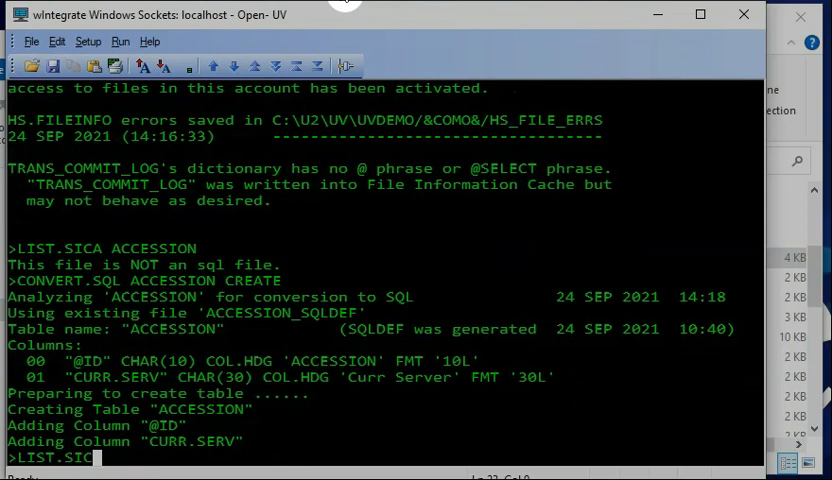 wIntegrate Windows Sockets: localhost - Open- UV
File Edit Setup Run Help
access to files in this account has been activated.
HS.FILEINFO errors saved in C:\U2\UV\UVDEMO/&COMO&/HS_FILE_ERRS
24 SEP 2021 (14:16:33) -----------------------------------
TRANS_COMMIT_LOG's dictionary has no @ phrase or @SELECT phrase.
"TRANS_COMMIT_LOG" was written into File Information Cache but
may not behave as desired.
>LIST.SICA ACCESSION
This file is NOT an sql file.
>CONVERT.SQL ACCESSION CREATE
Analyzing 'ACCESSION' for conversion to SQL 24 SEP 2021 14:18
Using existing file 'ACCESSION_SQLDEF'
Table name: "ACCESSION" (SQLDEF was generated 24 SEP 2021 10:40)
Columns:
00 "@ID" CHAR(10) COL.HDG 'ACCESSION' FMT '10L'
01 "CURR.SERV" CHAR(30) COL.HDG 'Curr Server' FMT '30L'
Preparing to create table ......
Creating Table "ACCESSION"
Adding Column "@ID"
Adding Column "CURR.SERV"
>LIST.SIC
Ready
4 KB
2 KB
3 KB
10 KB
2 KB
2 KB
2 KB
4 KB
2 KB